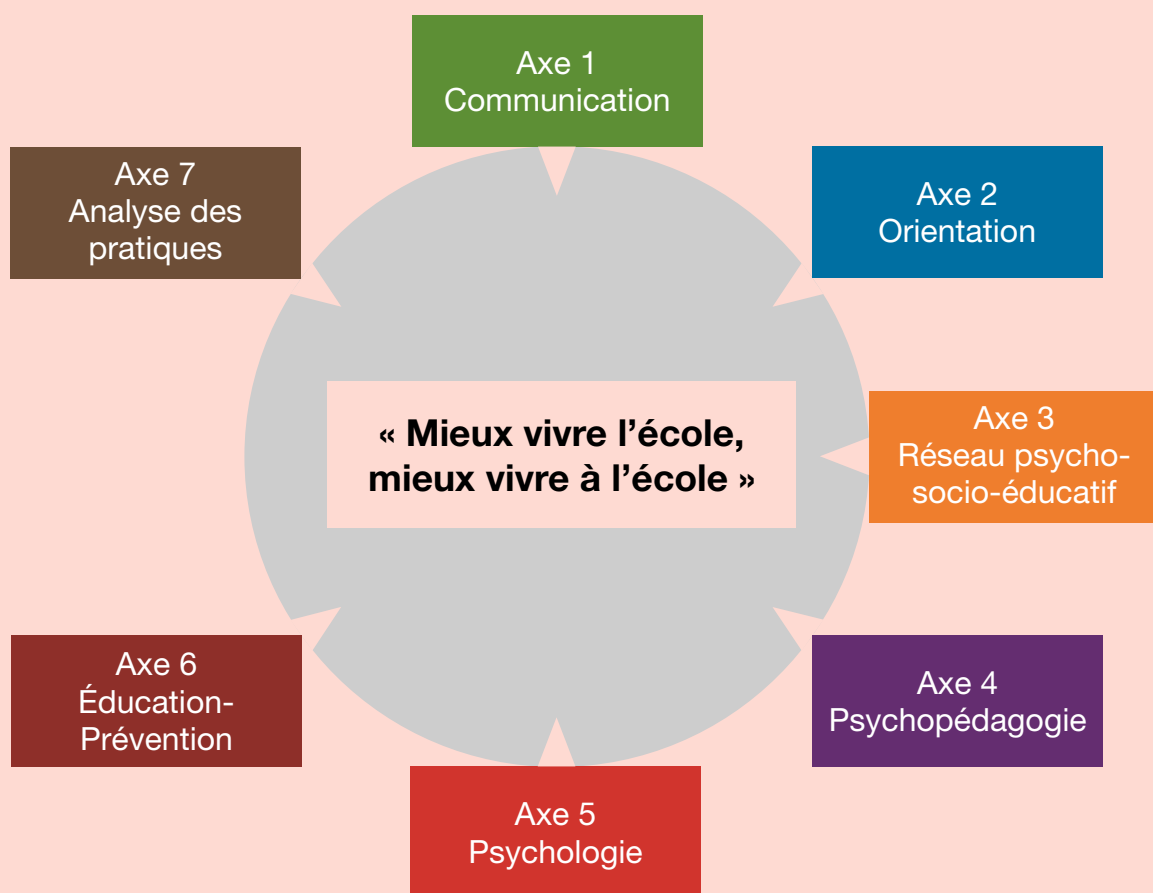 Axe 1
Communication
Axe 2
Orientation
Axe 3
Réseau psycho-
socio-éducatif
Axe 4
Psychopédagogie
Axe 5
Psychologie
Axe 6
Éducation-
Prévention
Axe 7
Analyse des
pratiques
« Mieux vivre l’école,
mieux vivre à l’école »